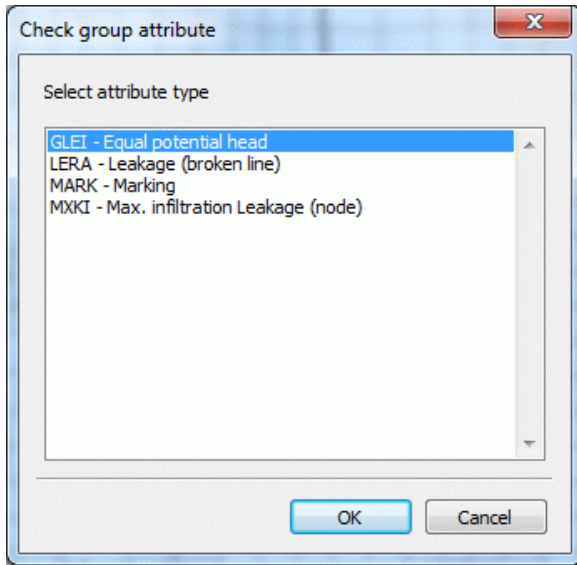 Check group attribute
Select attribute type
GLEI - Equal potential head
LERA - Leakage (broken line)
MARK - Marking
MXKI - Max. infiltration Leakage (node)
OK
Cancel